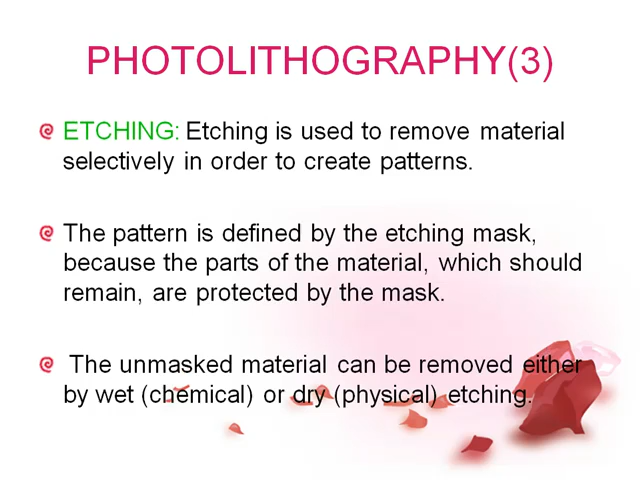 PHOTOLITHOGRAPHY(3)
ETCHING: Etching is used to remove material
selectively in order to create patterns.
The pattern is defined by the etching mask,
because the parts of the material, which should
remain, are protected by the mask.
The unmasked material can be removed either
by wet (chemical) or dry (physical) etching.